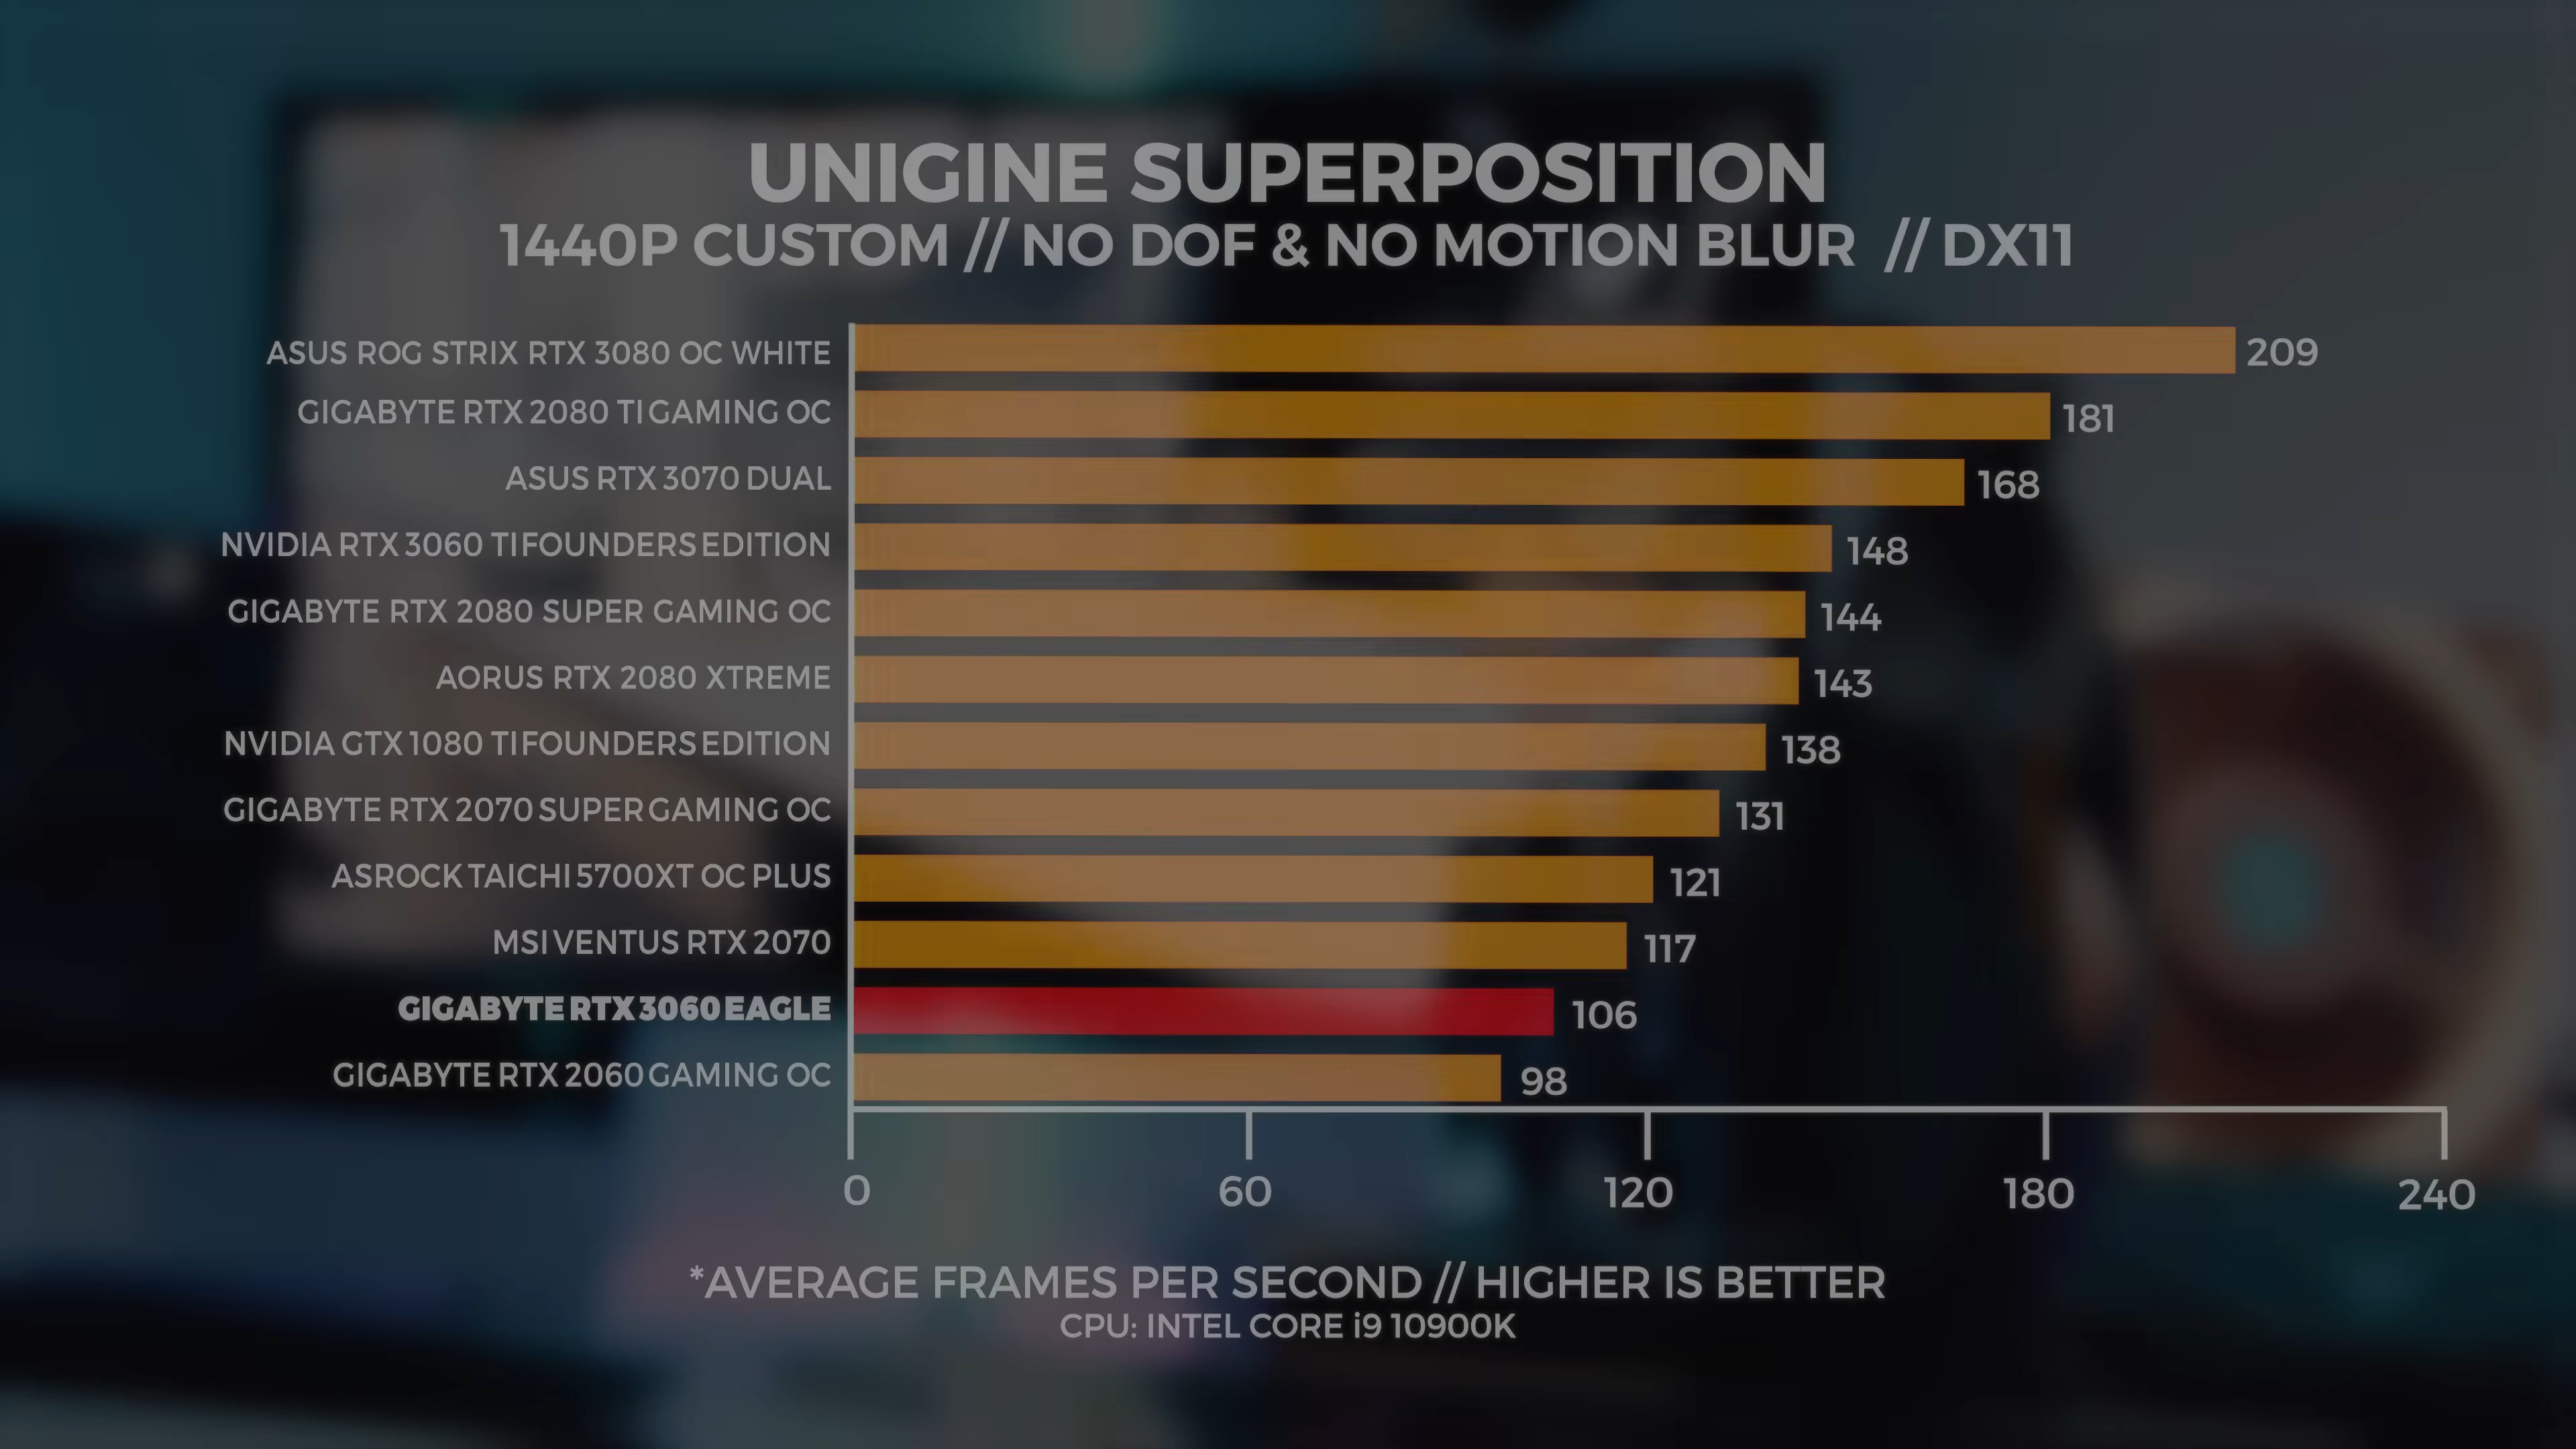 UNIGINE SUPERPOSITION
1440P CUSTOM // NO DOF & NO MOTION BLUR // DX11
ASUS ROG STRIX RTX 3080 OC WHITE 209
GIGABYTE RTX 2080 TI GAMING OC 181
ASUS RTX 3070 DUAL 168
NVIDIA RTX 3060 TI FOUNDERS EDITION 148
GIGABYTE RTX 2080 SUPER GAMING OC 144
AORUS RTX 2080 XTREME 143
NVIDIA GTX 1080 TI FOUNDERS EDITION 138
GIGABYTE RTX 2070 SUPER GAMING OC 131
ASROCK TAICHI 5700XT OC PLUS 121
MSI VENTUS RTX 2070 117
GIGABYTE RTX 3060 EAGLE 106
GIGABYTE RTX 2060 GAMING OC 98
0 60 120 180 240
*AVERAGE FRAMES PER SECOND // HIGHER IS BETTER
CPU: INTEL CORE i9 10900K